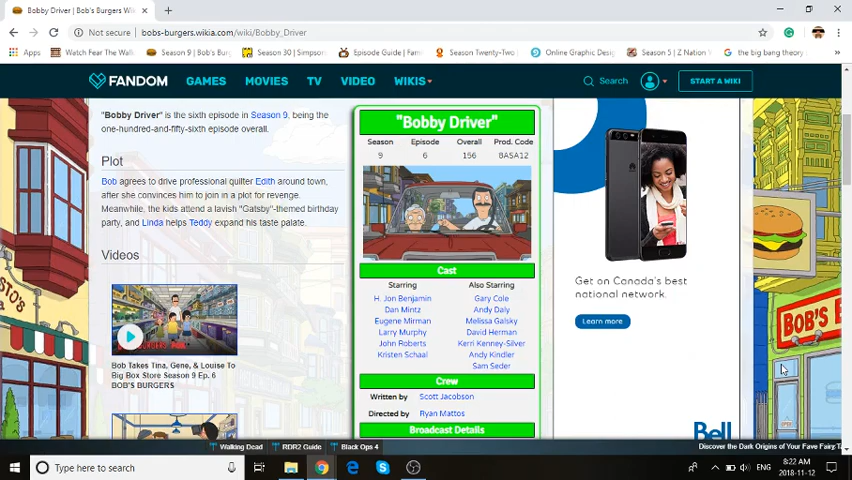 Bobby Driver | Bob's Burgers Wi
Not secure | bobs-burgers.wikia.com/wiki/Bobby_Driver
Apps
Watch Fear The Walk
Season 9 | Bob's Bur
Season 30 | Simpson
Episode Guide | Fam
Season Twenty-Two
Online Graphic Desig
Season 5 | Z Nation
the big bang theory
FANDOM
GAMES
MOVIES
TV
VIDEO
WIKIS
Search
START A WIKI
"Bobby Driver" is the sixth episode in Season 9, being the
one-hundred-and-fifty-sixth episode overall.
Plot
Bob agrees to drive professional quilter Edith around town,
after she convinces him to join in a plot for revenge.
Meanwhile, the kids attend a lavish "Gatsby"-themed birthday
party, and Linda helps Teddy expand his taste palate.
Videos
Bob Takes Tina, Gene, & Louise To
Big Box Store Season 9 Ep. 6
BOB'S BURGERS
"Bobby Driver"
Season Episode Overall Prod. Code
9 6 156 8ASA12
Cast
Starring
H. Jon Benjamin
Dan Mintz
Eugene Mirman
Larry Murphy
John Roberts
Kristen Schaal
Also Starring
Gary Cole
Andy Daly
Melissa Galsky
David Herman
Kerri Kenney-Silver
Andy Kindler
Sam Seder
Crew
Written by Scott Jacobson
Directed by Ryan Mattos
Broadcast Details
Get on Canada's best
national network.
Learn more
Bell
BOB'S B
Walking Dead
RDR2 Guide
Black Ops 4
Discover the Dark Origins of Your Fave Fairy Ta
Type here to search
ENG
8:22 AM
2018-11-12